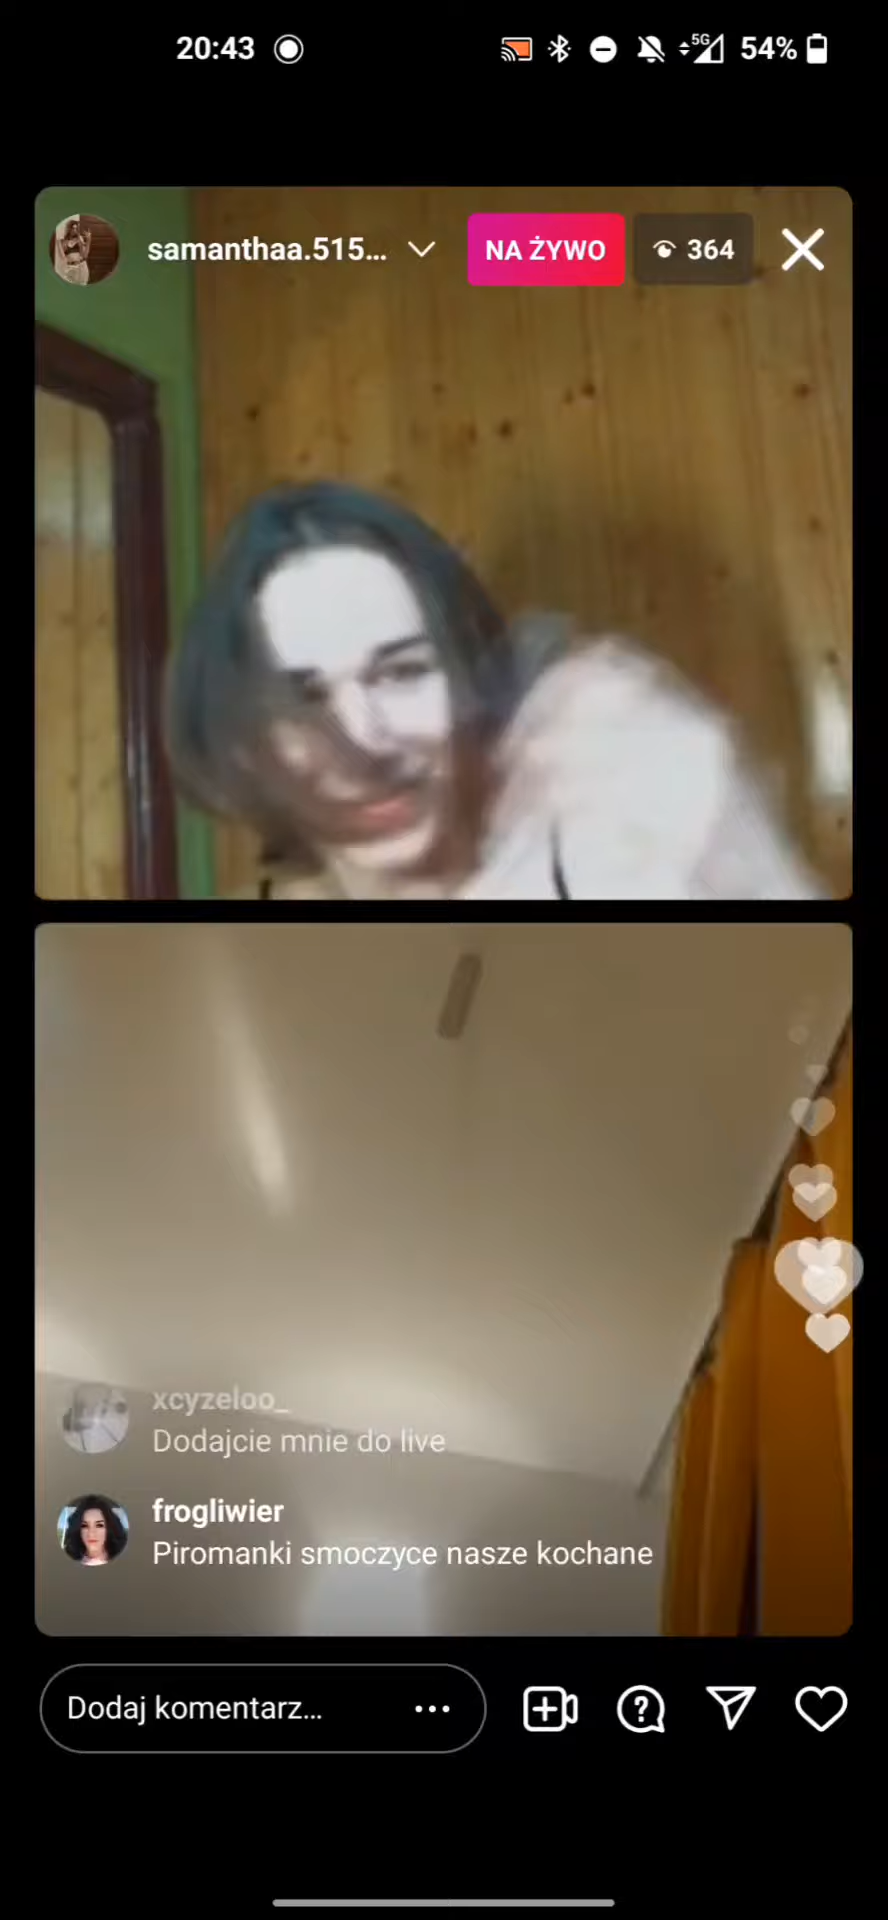 20:43 5G 54%
samanthaa.515... NA ŻYWO 364
xcyzeloo_
Dodajcie mnie do live
frogliwier
Piromanki smoczyce nasze kochane
Dodaj komentarz...